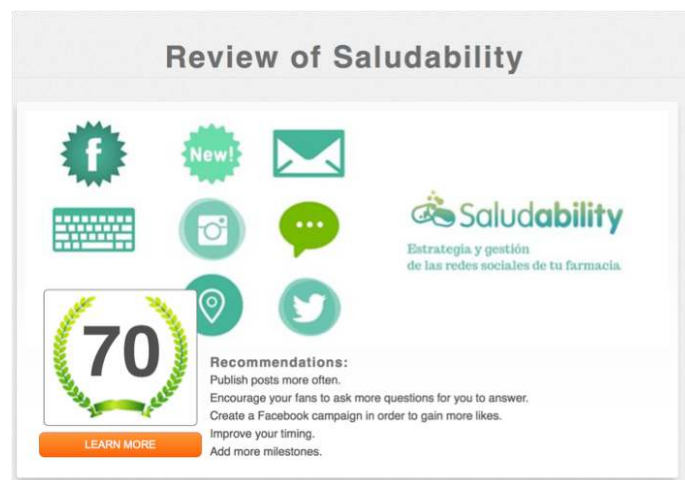 Review of Saludability
f
New!
Saludability
Estrategia y gestión
de las redes sociales de tu farmacia
70
Recommendations:
Publish posts more often.
Encourage your fans to ask more questions for you to answer.
Create a Facebook campaign in order to gain more likes.
Improve your timing.
Add more milestones.
LEARN MORE